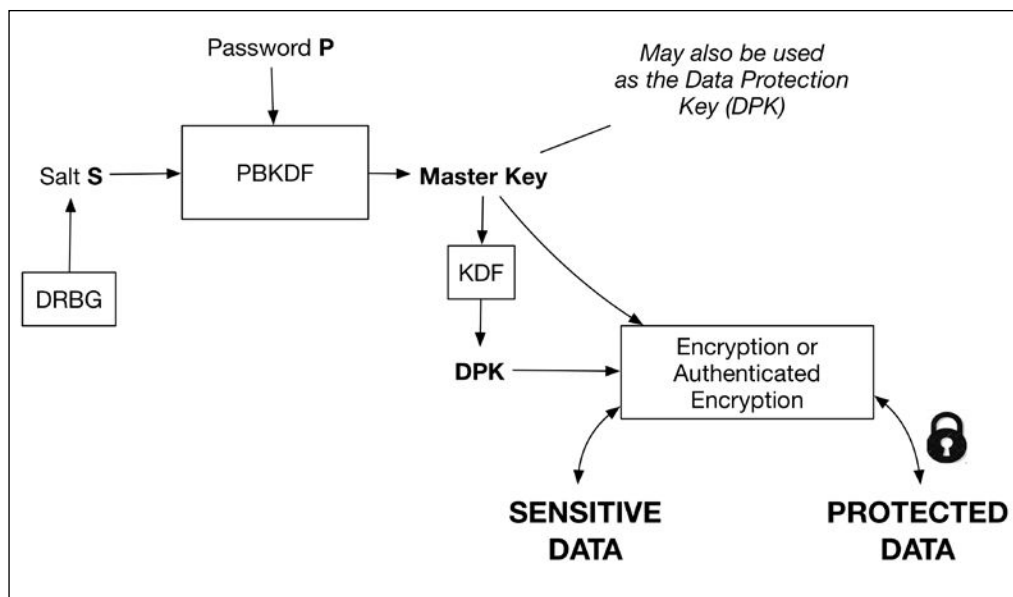 Password P
May also be used
as the Data Protection
Key (DPK)
Salt S
PBKDF
Master Key
KDF
DRBG
DPK
Encryption or
Authenticated
Encryption
SENSITIVE
DATA
PROTECTED
DATA